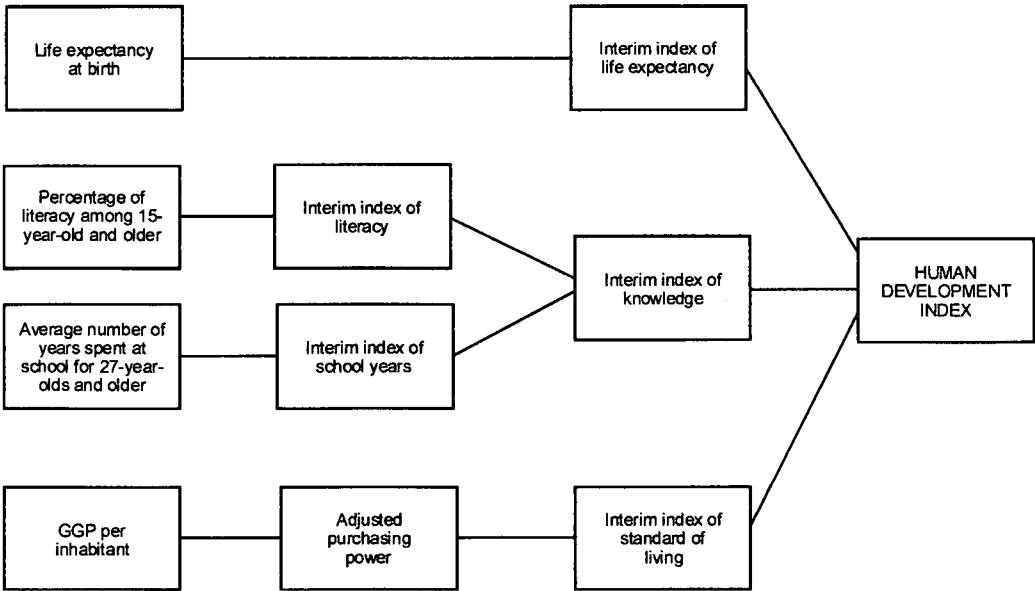 Life expectancy
at birth
Interim index of
life expectancy
Percentage of
literacy among 15-
year-old and older
Interim index of
literacy
Interim index of
knowledge
HUMAN
DEVELOPMENT
INDEX
Average number of
years spent at
school for 27-year-
olds and older
Interim index of
school years
GGP per
inhabitant
Adjusted
purchasing
power
Interim index of
standard of
living